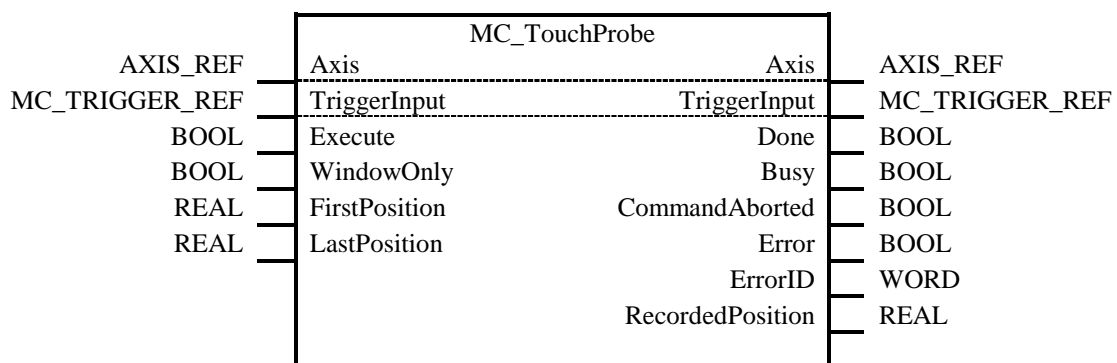 MC_TouchProbe
AXIS_REF Axis Axis AXIS_REF
MC_TRIGGER_REF TriggerInput TriggerInput MC_TRIGGER_REF
BOOL Execute Done BOOL
BOOL WindowOnly Busy BOOL
REAL FirstPosition CommandAborted BOOL
REAL LastPosition Error BOOL
ErrorID WORD
RecordedPosition REAL